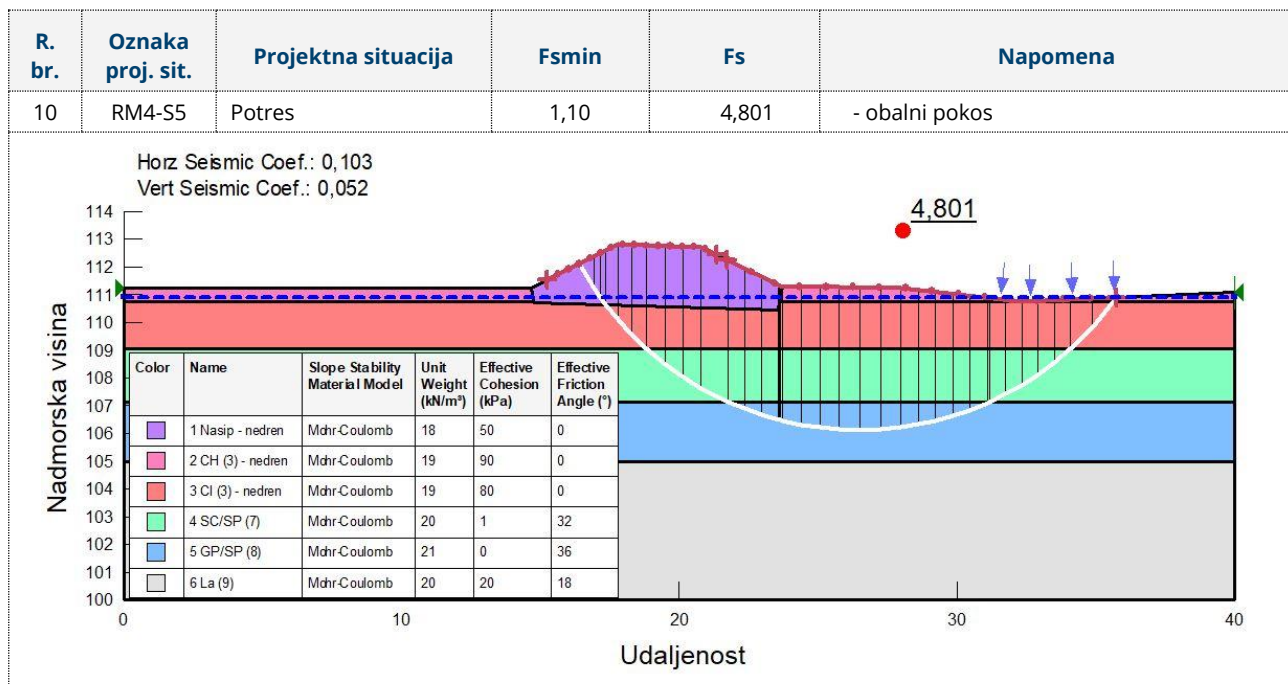 R. br. Oznaka proj. sit. Projektna situacija Fsmin Fs Napomena
10 RM4-S5 Potres 1,10 4,801 - obalni pokos
Horz Seismic Coef.: 0,103
Vert Seismic Coef.: 0,052
4,801
Nadmorska visina
114
113
112
111
110
109
108
107
106
105
104
103
102
101
100
Color Name Slope Stability Material Model Unit Weight (kN/m³) Effective Cohesion (kPa) Effective Friction Angle (°)
1 Nasip - nedren Mohr-Coulomb 18 50 0
2 CH (3) - nedren Mohr-Coulomb 19 90 0
3 CI (3) - nedren Mohr-Coulomb 19 80 0
4 SC/SP (7) Mohr-Coulomb 20 1 32
5 GP/SP (8) Mohr-Coulomb 21 0 36
6 La (9) Mohr-Coulomb 20 20 18
0 10 20 30 40
Udaljenost